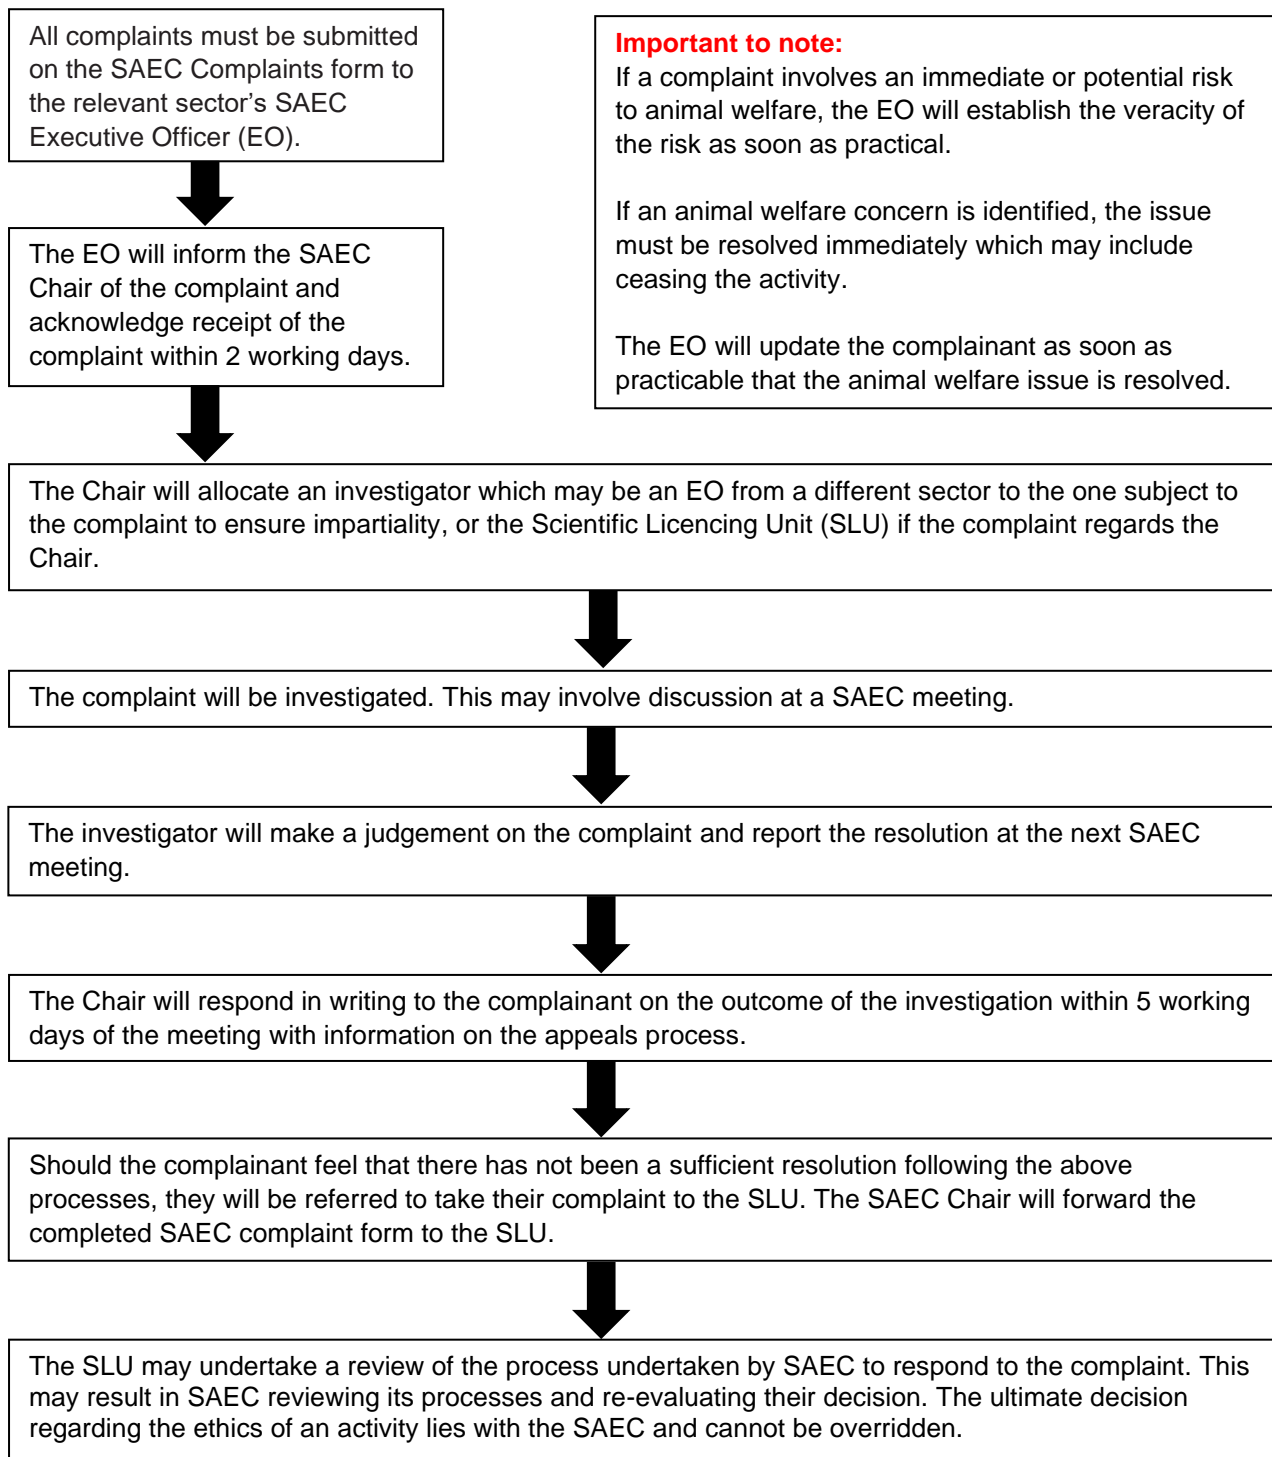 All complaints must be submitted
on the SAEC Complaints form to
the relevant sector's SAEC
Executive Officer (EO).
Important to note:
If a complaint involves an immediate or potential risk
to animal welfare, the EO will establish the veracity of
the risk as soon as practical.
If an animal welfare concern is identified, the issue
must be resolved immediately which may include
ceasing the activity.
The EO will update the complainant as soon as
practicable that the animal welfare issue is resolved.
The EO will inform the SAEC
Chair of the complaint and
acknowledge receipt of the
complaint within 2 working days.
The Chair will allocate an investigator which may be an EO from a different sector to the one subject to
the complaint to ensure impartiality, or the Scientific Licencing Unit (SLU) if the complaint regards the
Chair.
The complaint will be investigated. This may involve discussion at a SAEC meeting.
The investigator will make a judgement on the complaint and report the resolution at the next SAEC
meeting.
The Chair will respond in writing to the complainant on the outcome of the investigation within 5 working
days of the meeting with information on the appeals process.
Should the complainant feel that there has not been a sufficient resolution following the above
processes, they will be referred to take their complaint to the SLU. The SAEC Chair will forward the
completed SAEC complaint form to the SLU.
The SLU may undertake a review of the process undertaken by SAEC to respond to the complaint. This
may result in SAEC reviewing its processes and re-evaluating their decision. The ultimate decision
regarding the ethics of an activity lies with the SAEC and cannot be overridden.